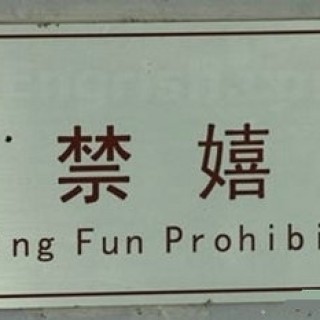 禁 嬉
ng Fun Prohibi